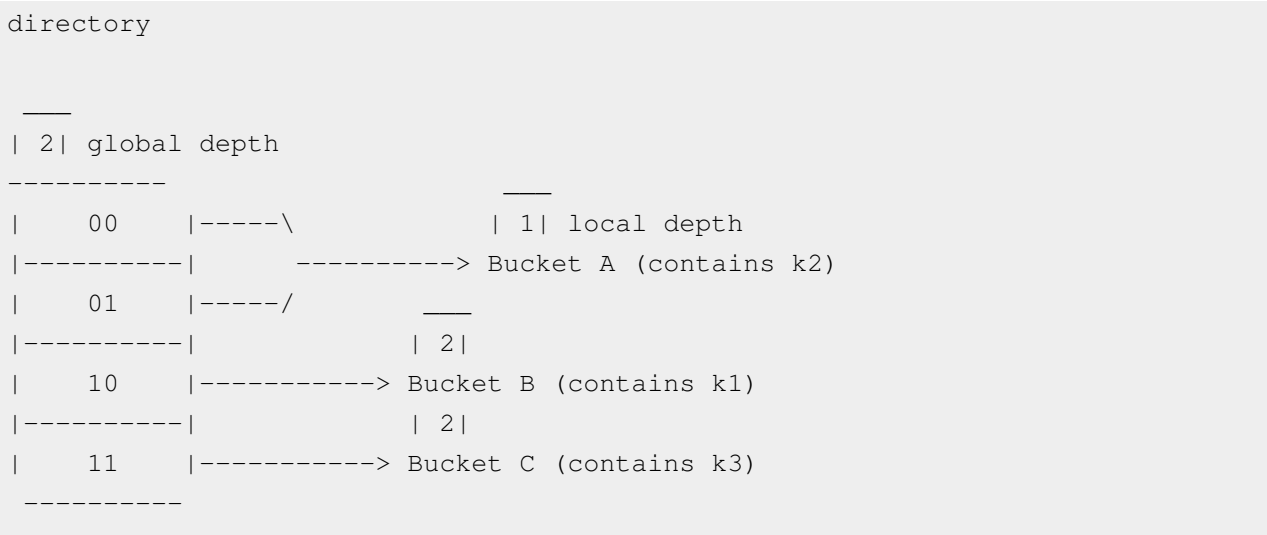 directory
 ___
| 2| global depth
----------                     ___
|    00    |-----\            | 1| local depth
|----------|      ----------> Bucket A (contains k2)
|    01    |-----/        ___
|----------|              | 2|
|    10    |-----------> Bucket B (contains k1)
|----------|              | 2|
|    11    |-----------> Bucket C (contains k3)
 ----------